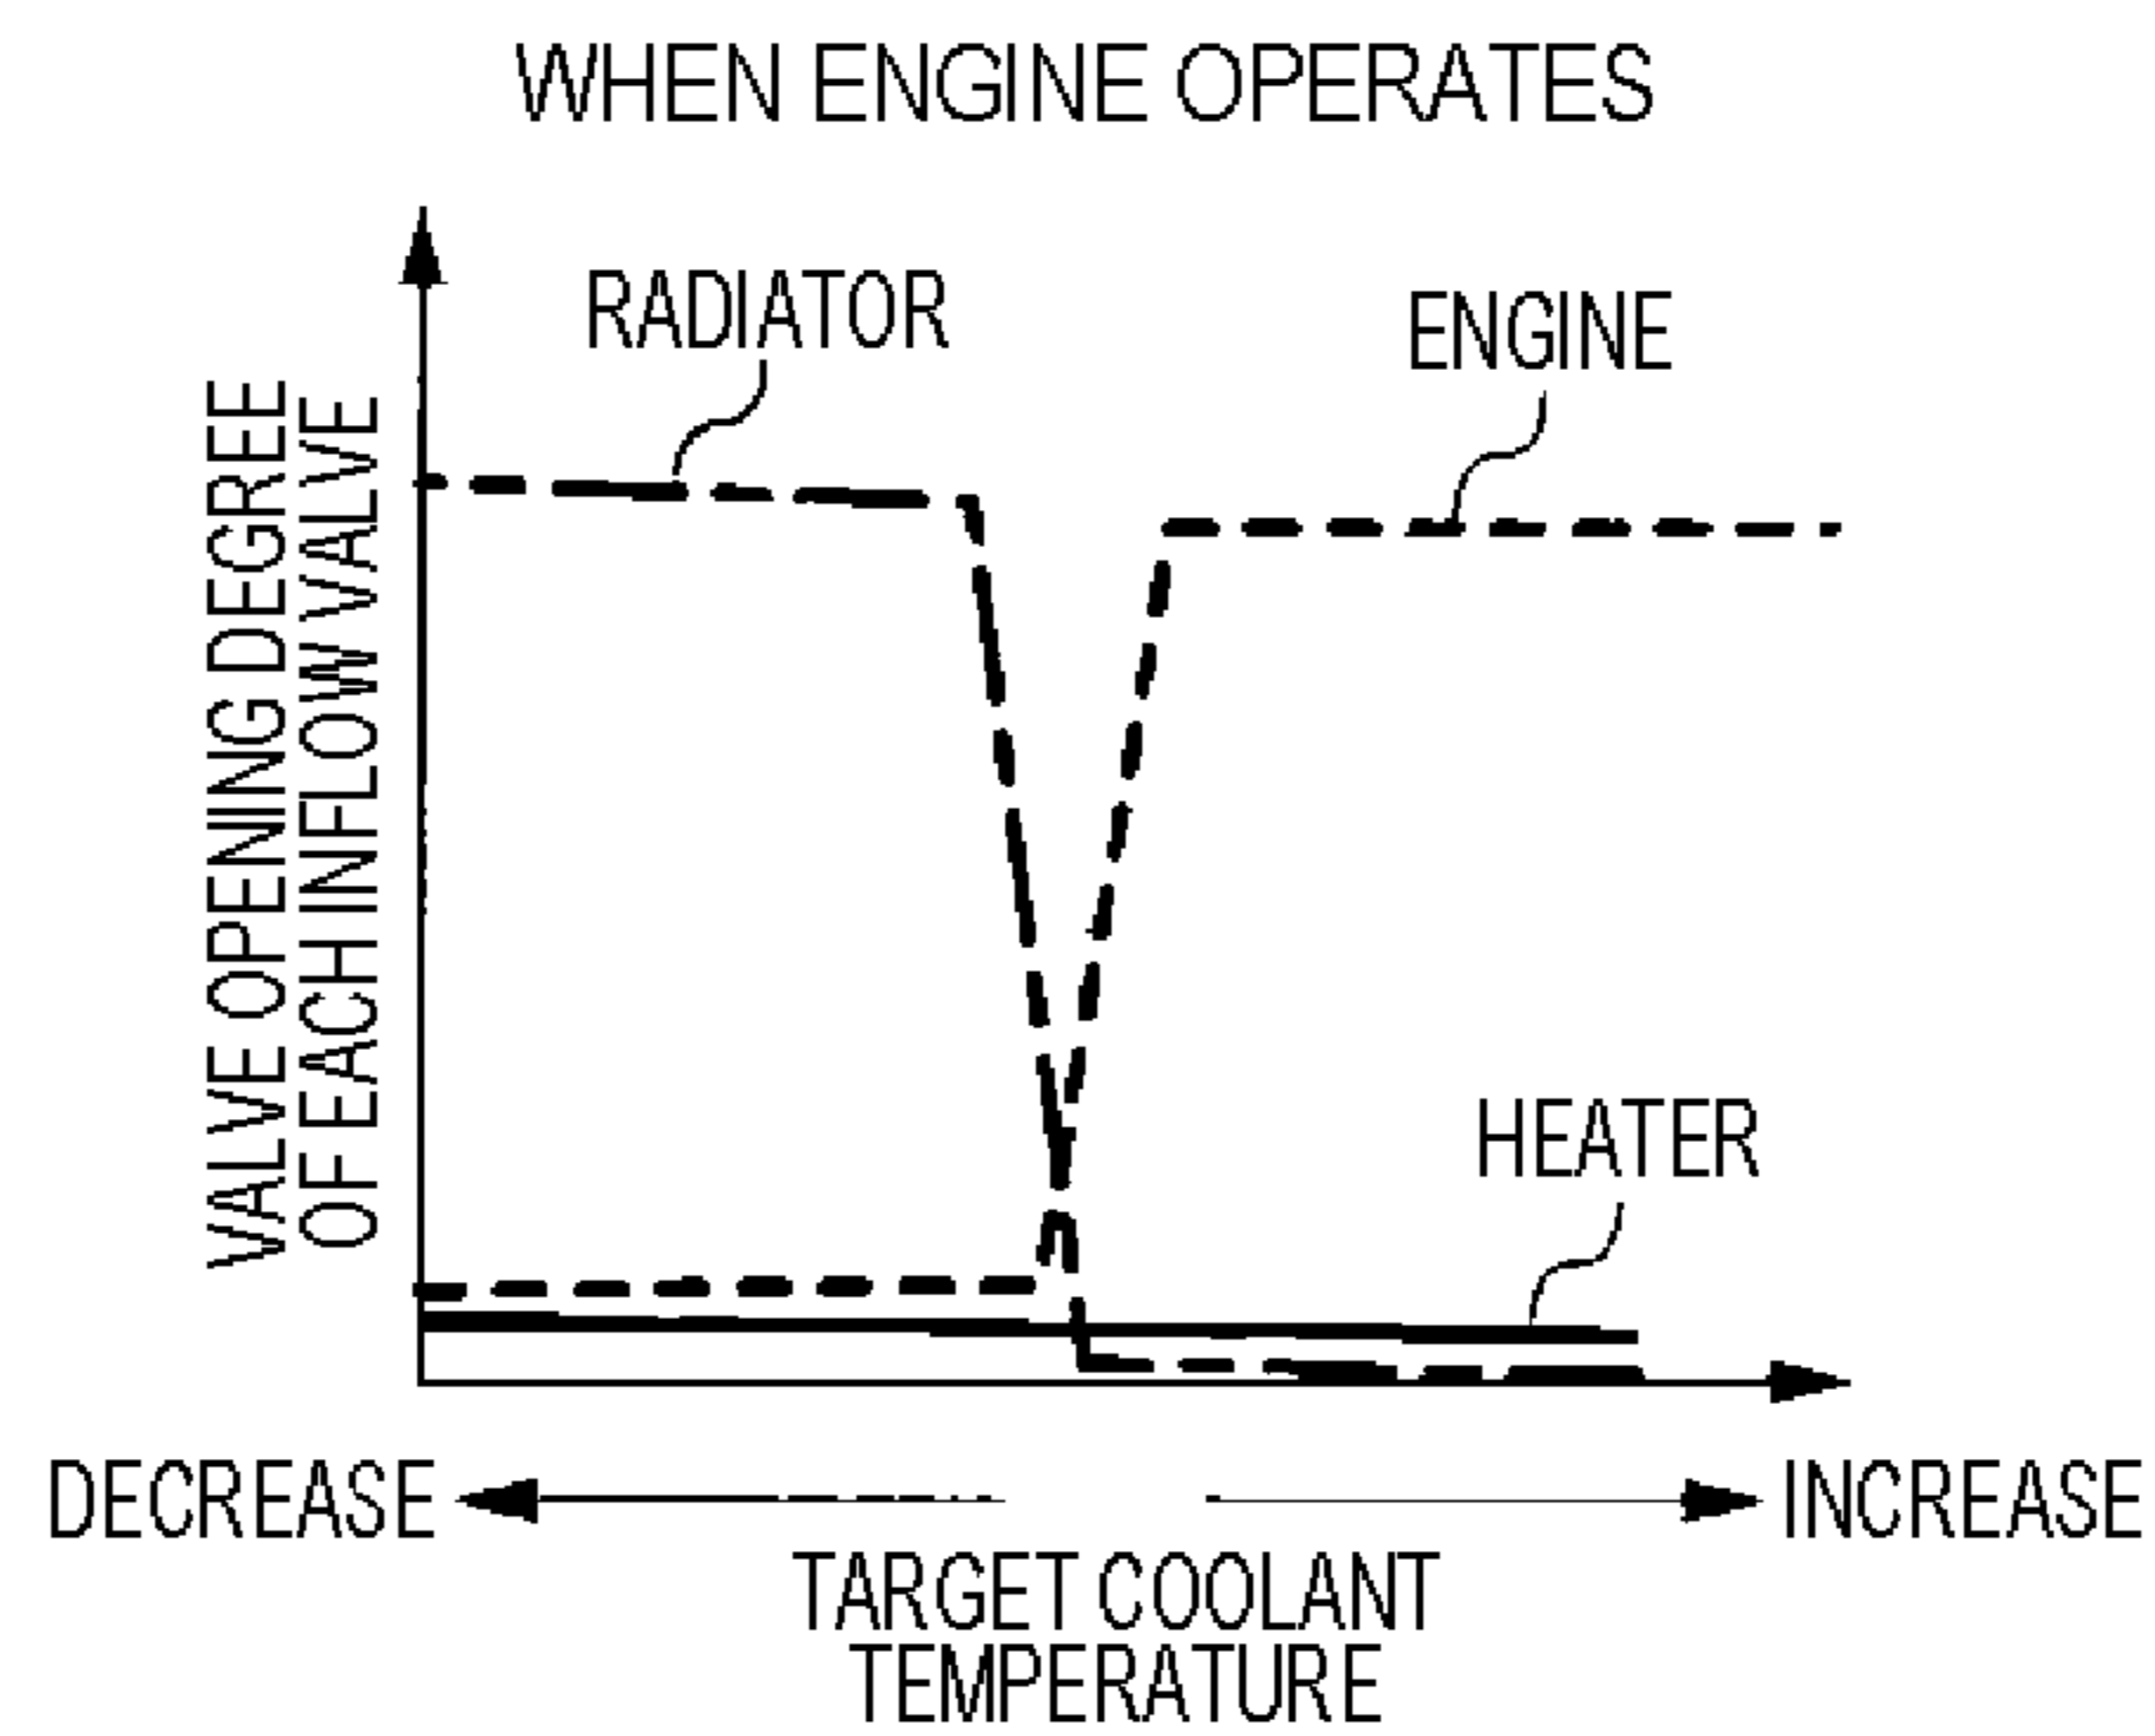 WHEN ENGINE OPERATES
RADIATOR
ENGINE
VALVE OPENING DEGREE
OF EACH INFLOW VALVE
HEATER
DECREASE
INCREASE
TARGET COOLANT
TEMPERATURE